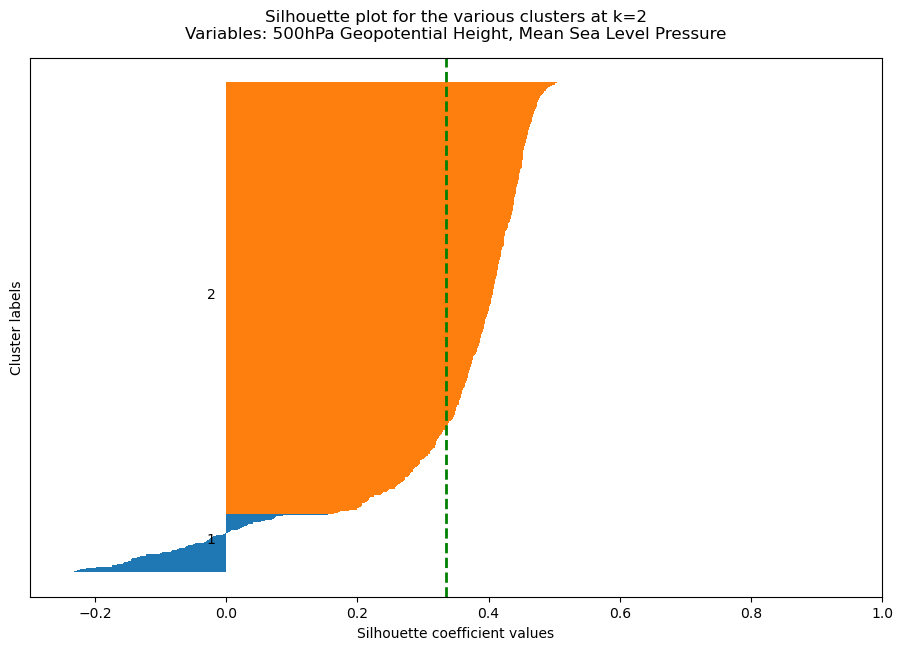 Silhouette plot for the various clusters at k=2
Variables: 500hPa Geopotential Height, Mean Sea Level Pressure
Cluster labels
2
1
−0.2
0.0
0.2
0.4
0.6
0.8
1.0
Silhouette coefficient values